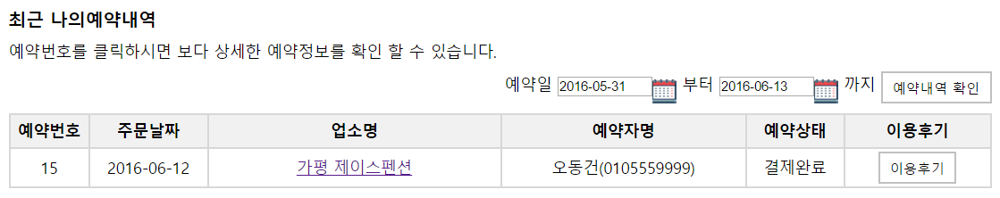 최근 나의예약내역
예약번호를 클릭하시면 보다 상세한 예약정보를 확인 할 수 있습니다.
예약일 2016-05-31 부터 2016-06-13 까지 예약내역 확인
예약번호 주문날짜 업소명 예약자명 예약상태 이용후기
15 2016-06-12 가평 제이스펜션 오동건(0105559999) 결제완료 이용후기